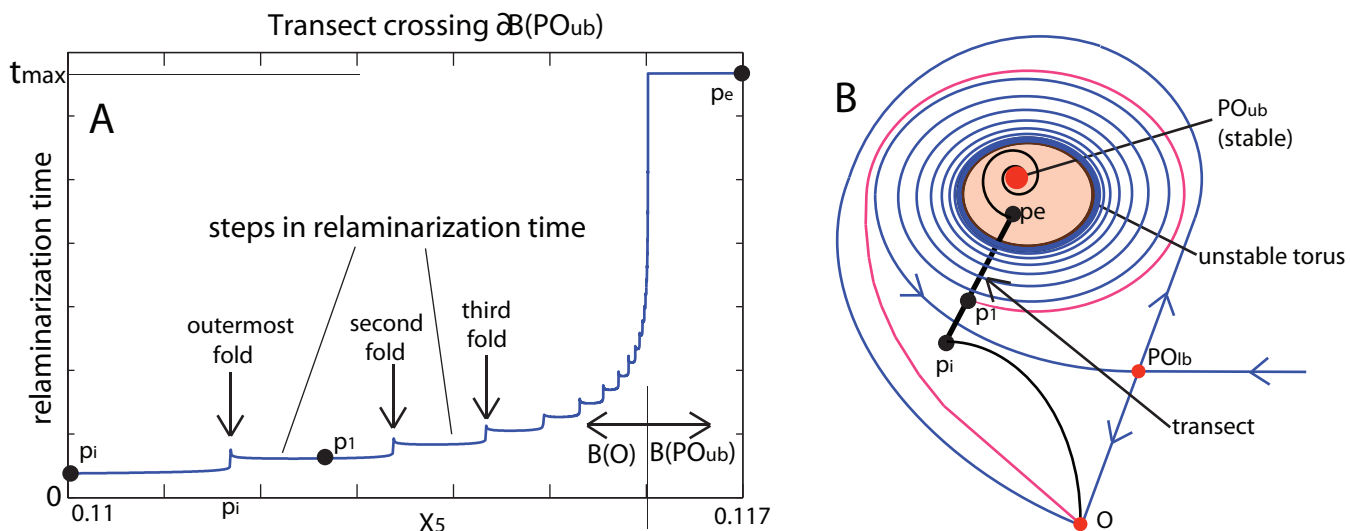 Transect crossing ∂B(POub)
tmax
A
pe
relaminarization time
steps in relaminarization time
outermost
fold
second
fold
third
fold
pi
p1
B(O)
B(POub)
0
0.11
pi
X5
0.117
B
POub
(stable)
pe
unstable torus
p1
pi
POlb
transect
O